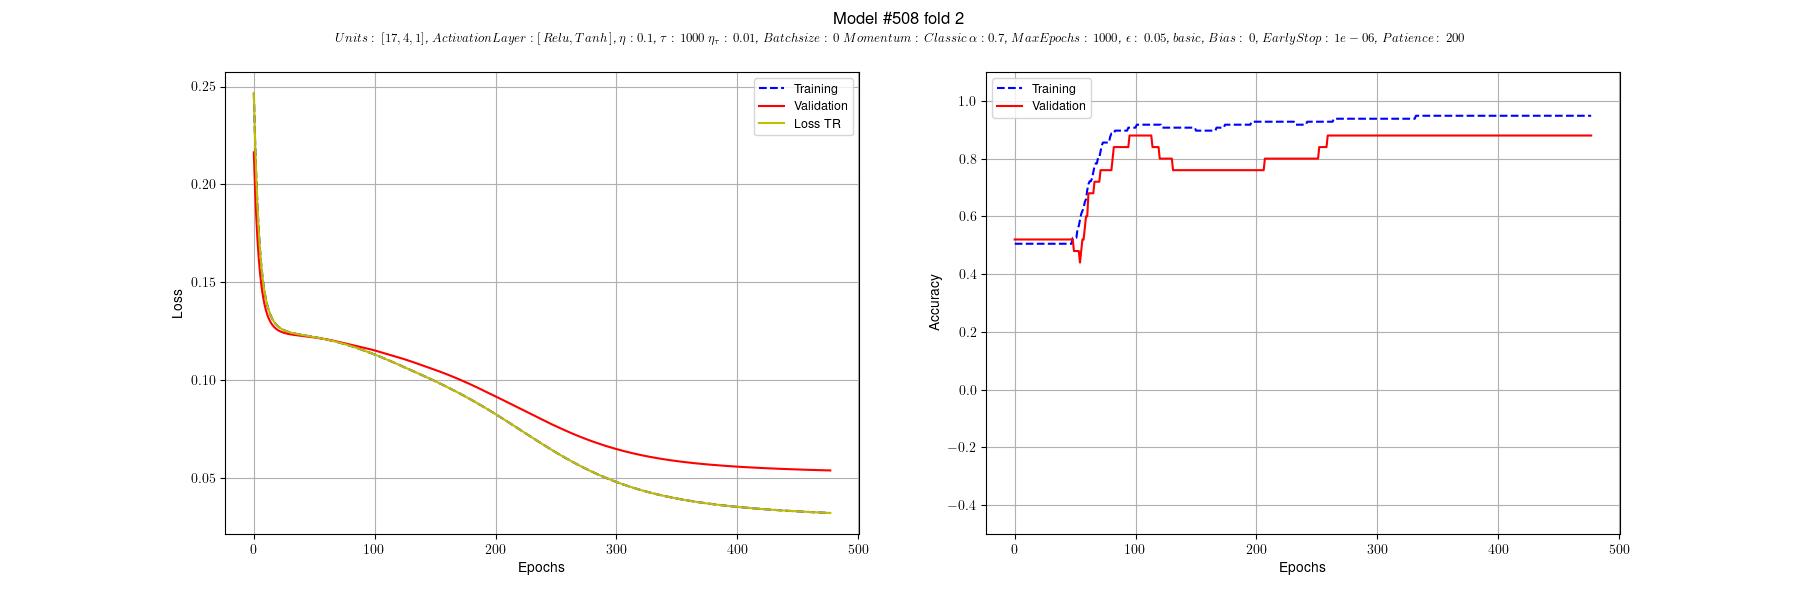 Model #508 fold 2
Units : [17, 4, 1], ActivationLayer : [Relu, Tanh], η : 0.1, τ : 1000 ητ : 0.01, Batchsize : 0 Momentum : Classic α : 0.7, MaxEpochs : 1000, ϵ : 0.05, basic, Bias : 0, EarlyStop : 1e − 06, Patience : 200
Loss
0.25
0.20
0.15
0.10
0.05
Training
Validation
Loss TR
0 100 200 300 400 500
Epochs
Accuracy
1.0
0.8
0.6
0.4
0.2
0.0
−0.2
−0.4
Training
Validation
0 100 200 300 400 500
Epochs